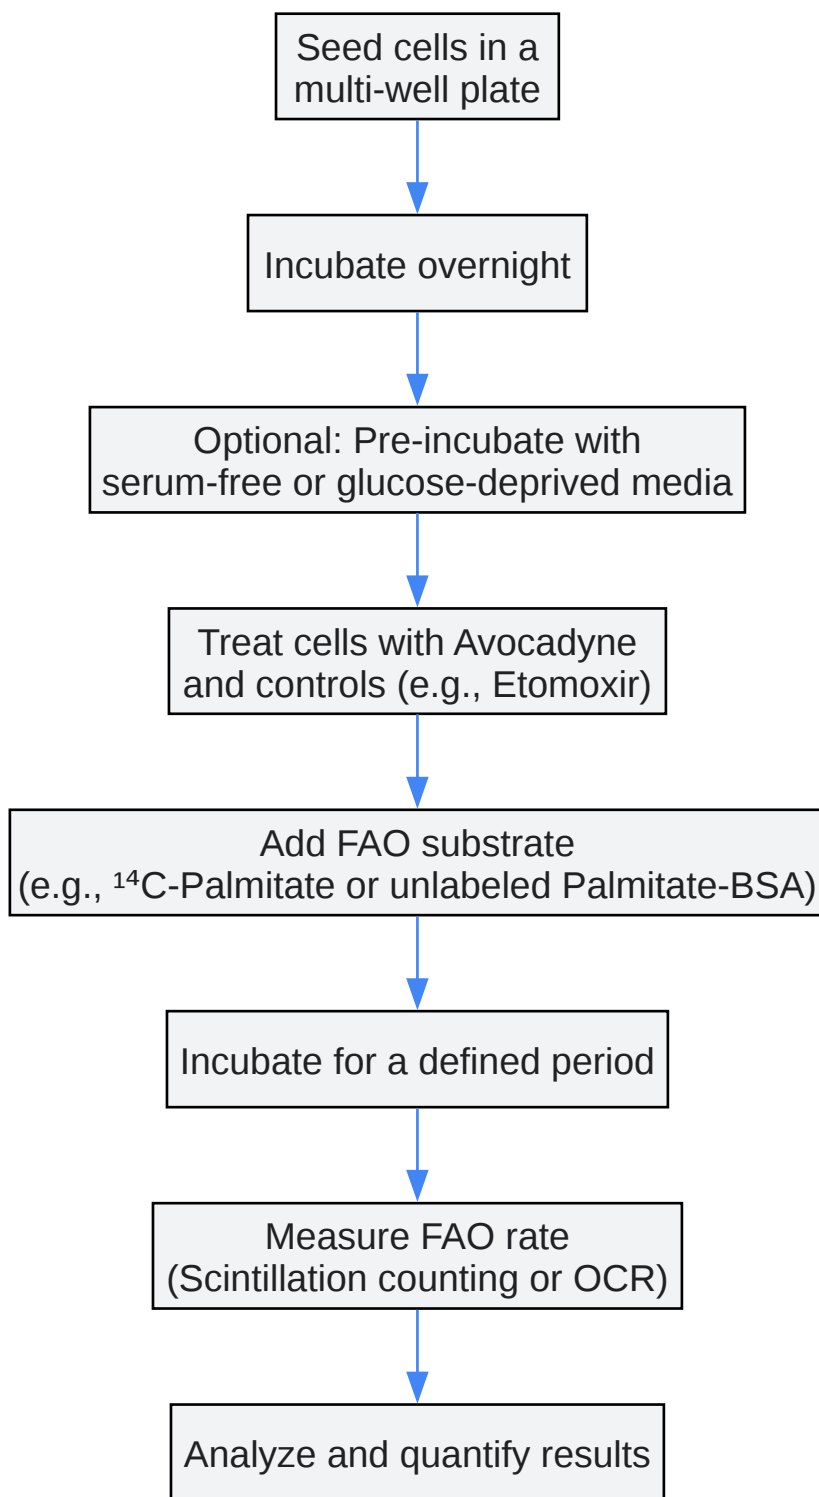 Seed cells in a
multi-well plate
Incubate overnight
Optional: Pre-incubate with
serum-free or glucose-deprived media
Treat cells with Avocadyne
and controls (e.g., Etomoxir)
Add FAO substrate
(e.g., ¹⁴C-Palmitate or unlabeled Palmitate-BSA)
Incubate for a defined period
Measure FAO rate
(Scintillation counting or OCR)
Analyze and quantify results